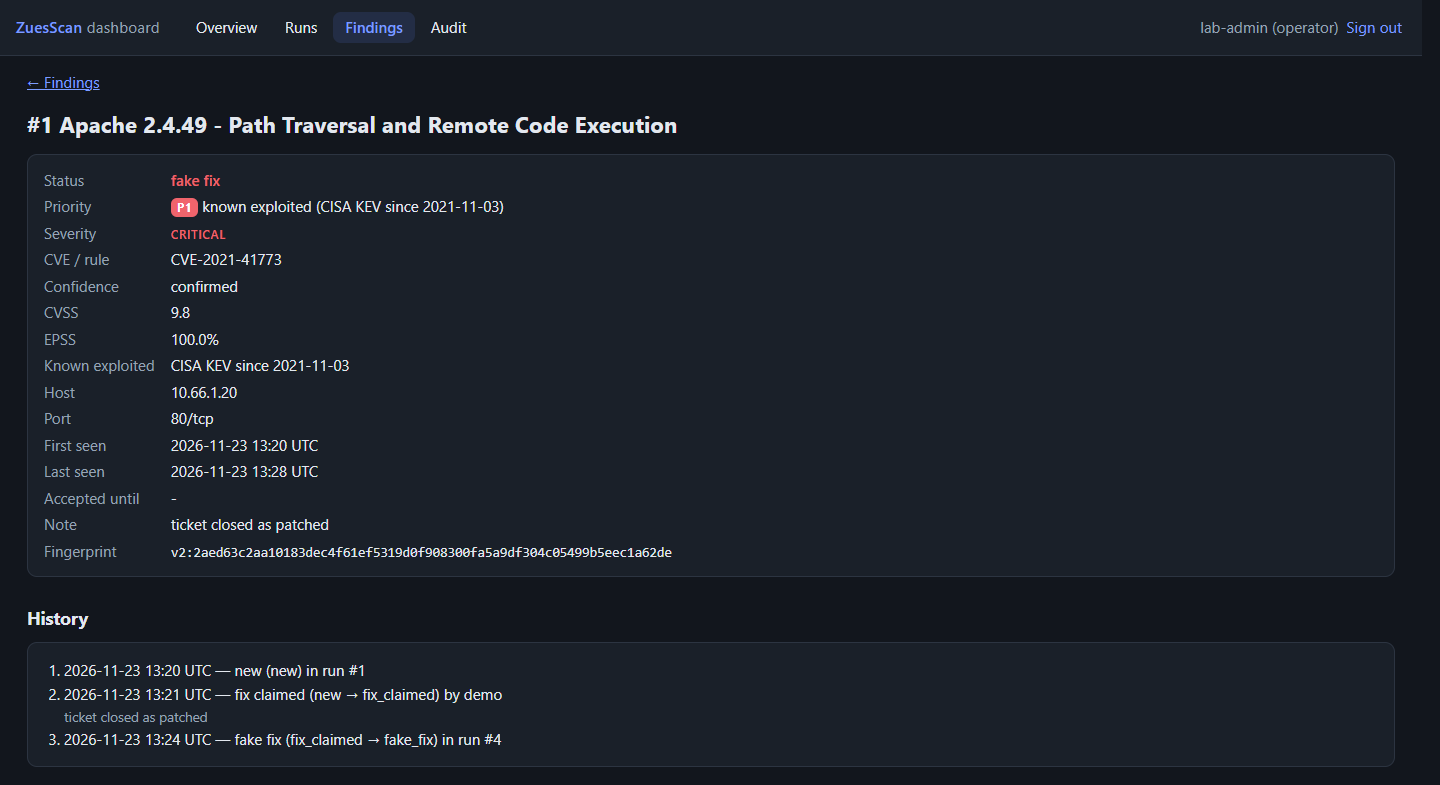 ZuesScan dashboard Overview Runs Findings Audit lab-admin (operator) Sign out
← Findings
#1 Apache 2.4.49 - Path Traversal and Remote Code Execution
Status fake fix
Priority P1 known exploited (CISA KEV since 2021-11-03)
Severity CRITICAL
CVE / rule CVE-2021-41773
Confidence confirmed
CVSS 9.8
EPSS 100.0%
Known exploited CISA KEV since 2021-11-03
Host 10.66.1.20
Port 80/tcp
First seen 2026-11-23 13:20 UTC
Last seen 2026-11-23 13:28 UTC
Accepted until -
Note ticket closed as patched
Fingerprint v2:2aed63c2aa10183dec4f61ef5319d0f908300fa5a9df304c05499b5eec1a62de
History
1. 2026-11-23 13:20 UTC — new (new) in run #1
2. 2026-11-23 13:21 UTC — fix claimed (new → fix_claimed) by demo
ticket closed as patched
3. 2026-11-23 13:24 UTC — fake fix (fix_claimed → fake_fix) in run #4